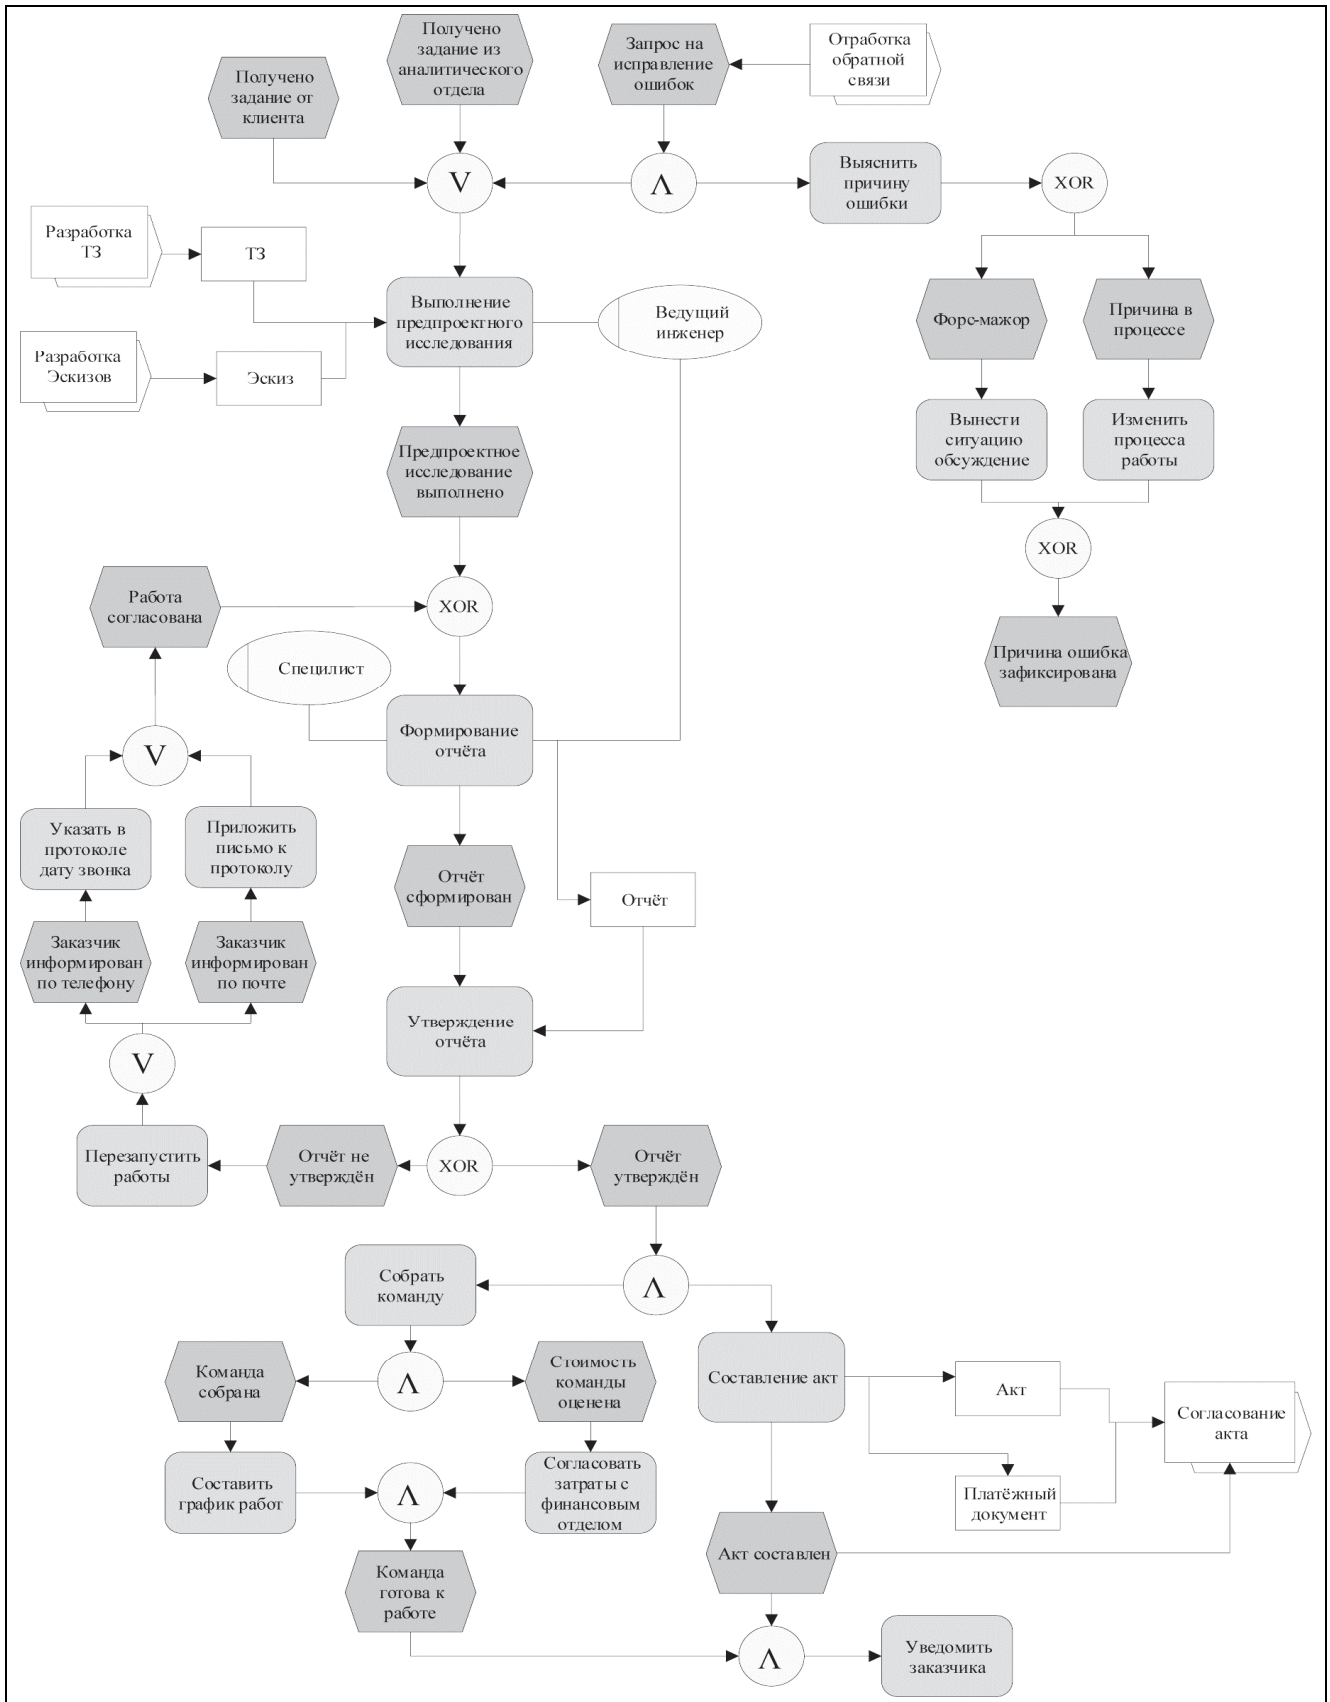 Получено
задание из
аналитического
отдела
Запрос на
исправление
ошибок
Отработка
обратной
связи
Получено
задание от
клиента
V
Λ
Выяснить
причину
ошибки
XOR
Разработка
ТЗ
ТЗ
Выполнение
предпроектного
исследования
Ведущий
инженер
Форс-мажор
Причина в
процессе
Разработка
Эскизов
Эскиз
Вынести
ситуацию
обсуждение
Изменить
процесса
работы
Предпроектное
исследование
выполнено
XOR
Работа
согласована
XOR
Причина ошибка
зафиксирована
Специлист
Формирование
отчёта
V
Указать в
протоколе
дату звонка
Приложить
письмо к
протоколу
Отчёт
сформирован
Отчёт
Заказчик
информирован
по телефону
Заказчик
информирован
по почте
Утверждение
отчёта
V
Перезапустить
работы
Отчёт не
утверждён
XOR
Отчёт
утверждён
Собрать
команду
Λ
Команда
собрана
Λ
Стоимость
команды
оценена
Составление акт
Акт
Согласование
акта
Составить
график работ
Λ
Согласовать
затраты с
финансовым
отделом
Платёжный
документ
Команда
готова к
работе
Акт составлен
Λ
Уведомить
заказчика